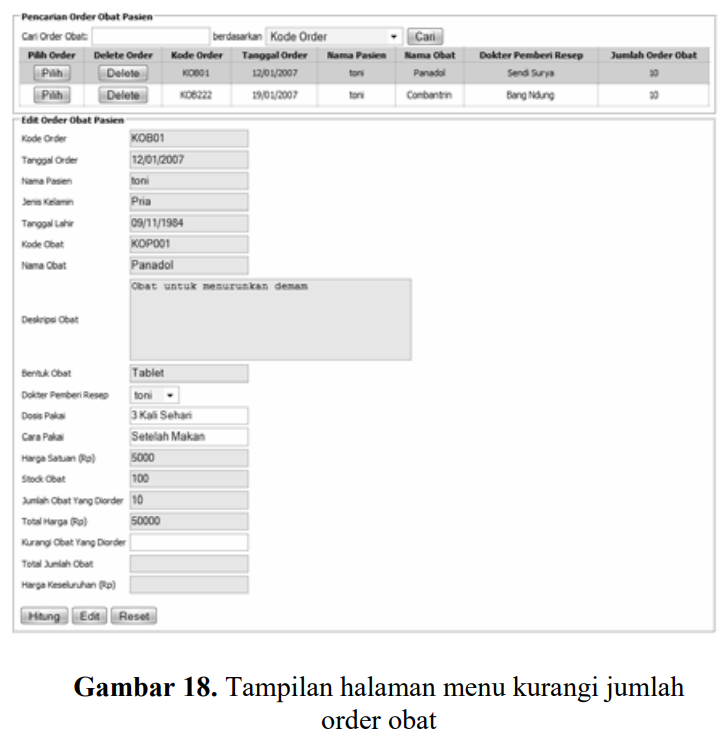 Pencarian Order Obat Pasien
Cari Order Obat: berdasarkan Kode Order Cari
Pilih Order Delete Order Kode Order Tanggal Order Nama Pasien Nama Obat Dokter Pemberi Resep Jumlah Order Obat
Pilih Delete KOB01 12/01/2007 toni Panadol Sendi Surya 10
Pilih Delete KOB222 19/01/2007 toni Combantrin Bang Ndung 10
Edit Order Obat Pasien
Kode Order KOB01
Tanggal Order 12/01/2007
Nama Pasien toni
Jenis Kelamin Pria
Tanggal Lahir 09/11/1984
Kode Obat KOP001
Nama Obat Panadol
Obat untuk menurunkan demam
Deskripsi Obat
Bentuk Obat Tablet
Dokter Pemberi Resep toni
Dosis Pakai 3 Kali Sehari
Cara Pakai Setelah Makan
Harga Satuan (Rp) 5000
Stock Obat 100
Jumlah Obat Yang Diorder 10
Total Harga (Rp) 50000
Kurangi Obat Yang Diorder
Total Jumlah Obat
Harga Keseluruhan (Rp)
Hitung Edit Reset
Gambar 18. Tampilan halaman menu kurangi jumlah
order obat